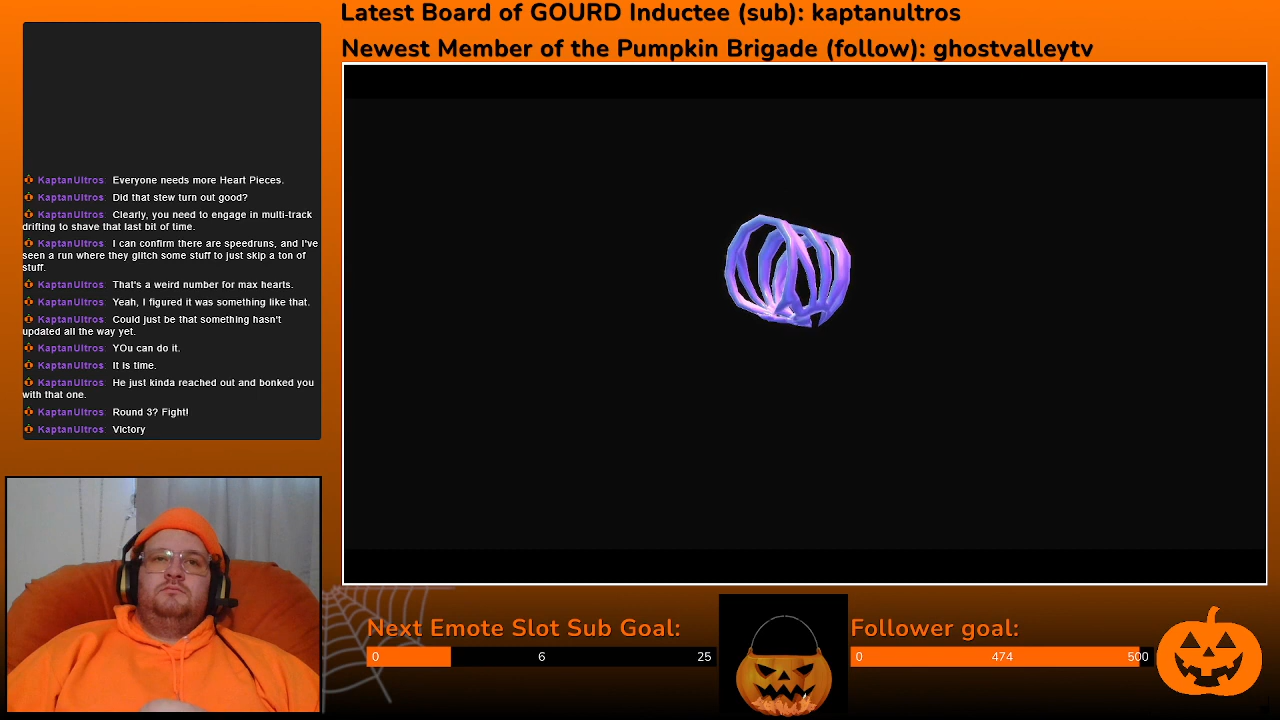 Latest Board of GOURD Inductee (sub): kaptanultros
Newest Member of the Pumpkin Brigade (follow): ghostvalleytv
KaptanUltros: Everyone needs more Heart Pieces.
KaptanUltros: Did that stew turn out good?
KaptanUltros: Clearly, you need to engage in multi-track
drifting to shave that last bit of time.
KaptanUltros: I can confirm there are speedruns, and I've
seen a run where they glitch some stuff to just skip a ton of
stuff.
KaptanUltros: That's a weird number for max hearts.
KaptanUltros: Yeah, I figured it was something like that.
KaptanUltros: Could just be that something hasn't
updated all the way yet.
KaptanUltros: YOu can do it.
KaptanUltros: It is time.
KaptanUltros: He just kinda reached out and bonked you
with that one.
KaptanUltros: Round 3? Fight!
KaptanUltros: Victory
Next Emote Slot Sub Goal:
0 6 25
Follower goal:
0 474 500